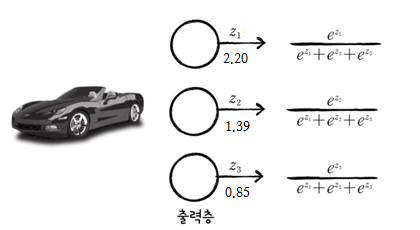 z₁
2.20
e^{z₁}
e^{z₁}+e^{z₂}+e^{z₃}
z₂
1.39
e^{z₂}
e^{z₁}+e^{z₂}+e^{z₃}
z₃
0.85
e^{z₃}
e^{z₁}+e^{z₂}+e^{z₃}
출력층